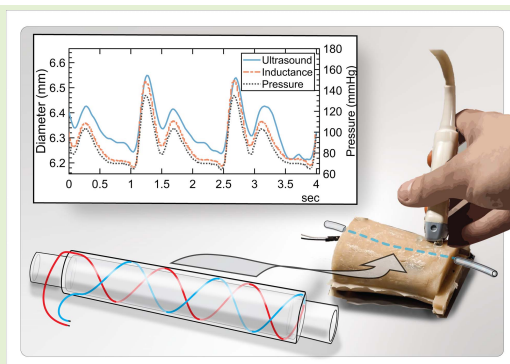 Ultrasound
Inductance
Pressure
Diameter (mm)
6.6
6.5
6.4
6.3
6.2
Pressure (mmHg)
180
160
140
120
100
80
60
0 0.5 1 1.5 2 2.5 3 3.5 4
sec